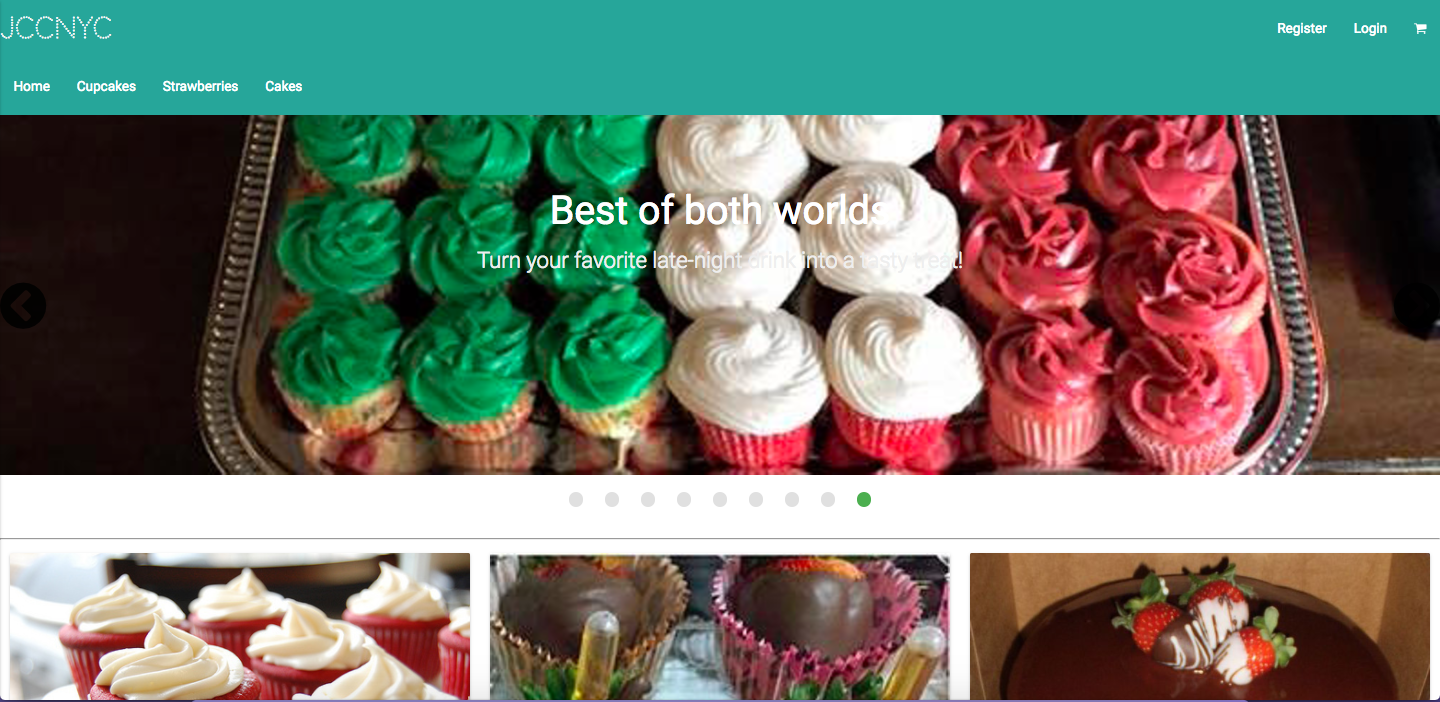 JCCNYC
Register Login
Home Cupcakes Strawberries Cakes
Best of both worlds
Turn your favorite late-night drink into a tasty treat!